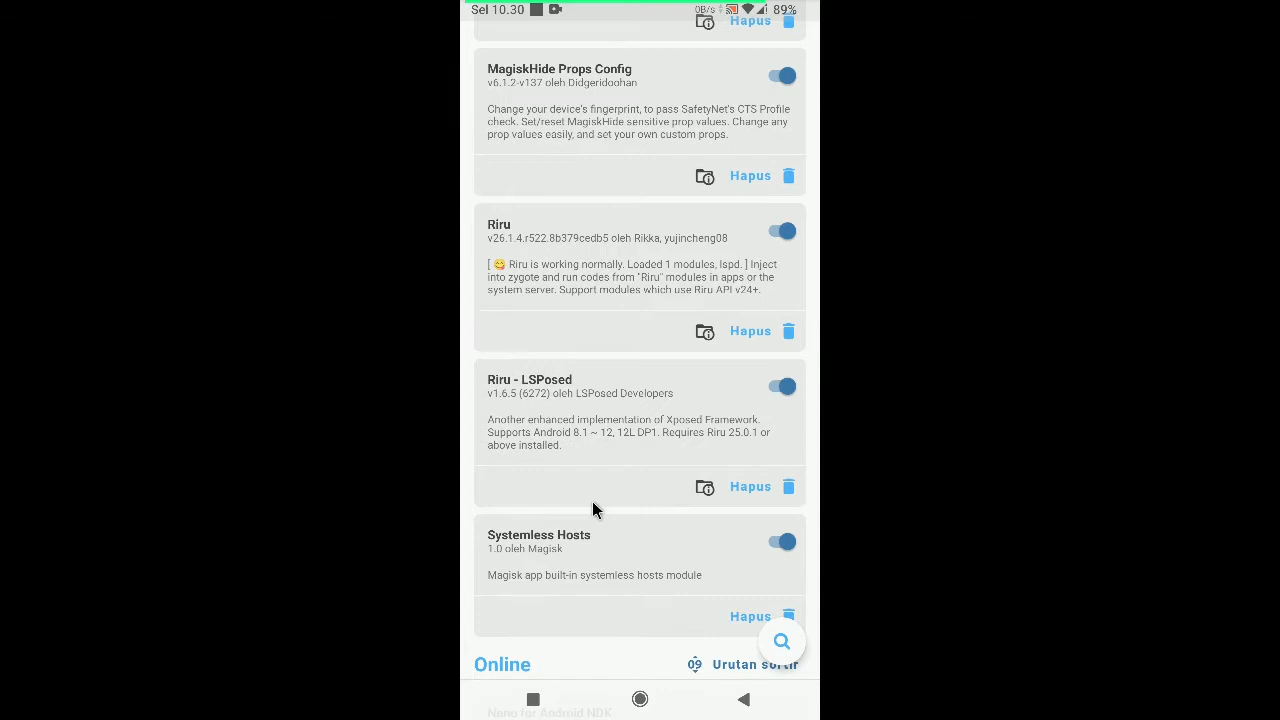 Sel 10.30 0B/s 89%
Hapus
MagiskHide Props Config
v6.1.2-v137 oleh Didgeridoohan
Change your device's fingerprint, to pass SafetyNet's CTS Profile
check. Set/reset MagiskHide sensitive prop values. Change any
prop values easily, and set your own custom props.
Hapus
Riru
v26.1.4.r522.8b379cedb5 oleh Rikka, yujincheng08
[ 😋 Riru is working normally. Loaded 1 modules, lspd. ] Inject
into zygote and run codes from "Riru" modules in apps or the
system server. Support modules which use Riru API v24+.
Hapus
Riru - LSPosed
v1.6.5 (6272) oleh LSPosed Developers
Another enhanced implementation of Xposed Framework.
Supports Android 8.1 ~ 12, 12L DP1. Requires Riru 25.0.1 or
above installed.
Hapus
Systemless Hosts
1.0 oleh Magisk
Magisk app built-in systemless hosts module
Hapus
Online
Urutan sortir
Nano for Android NDK